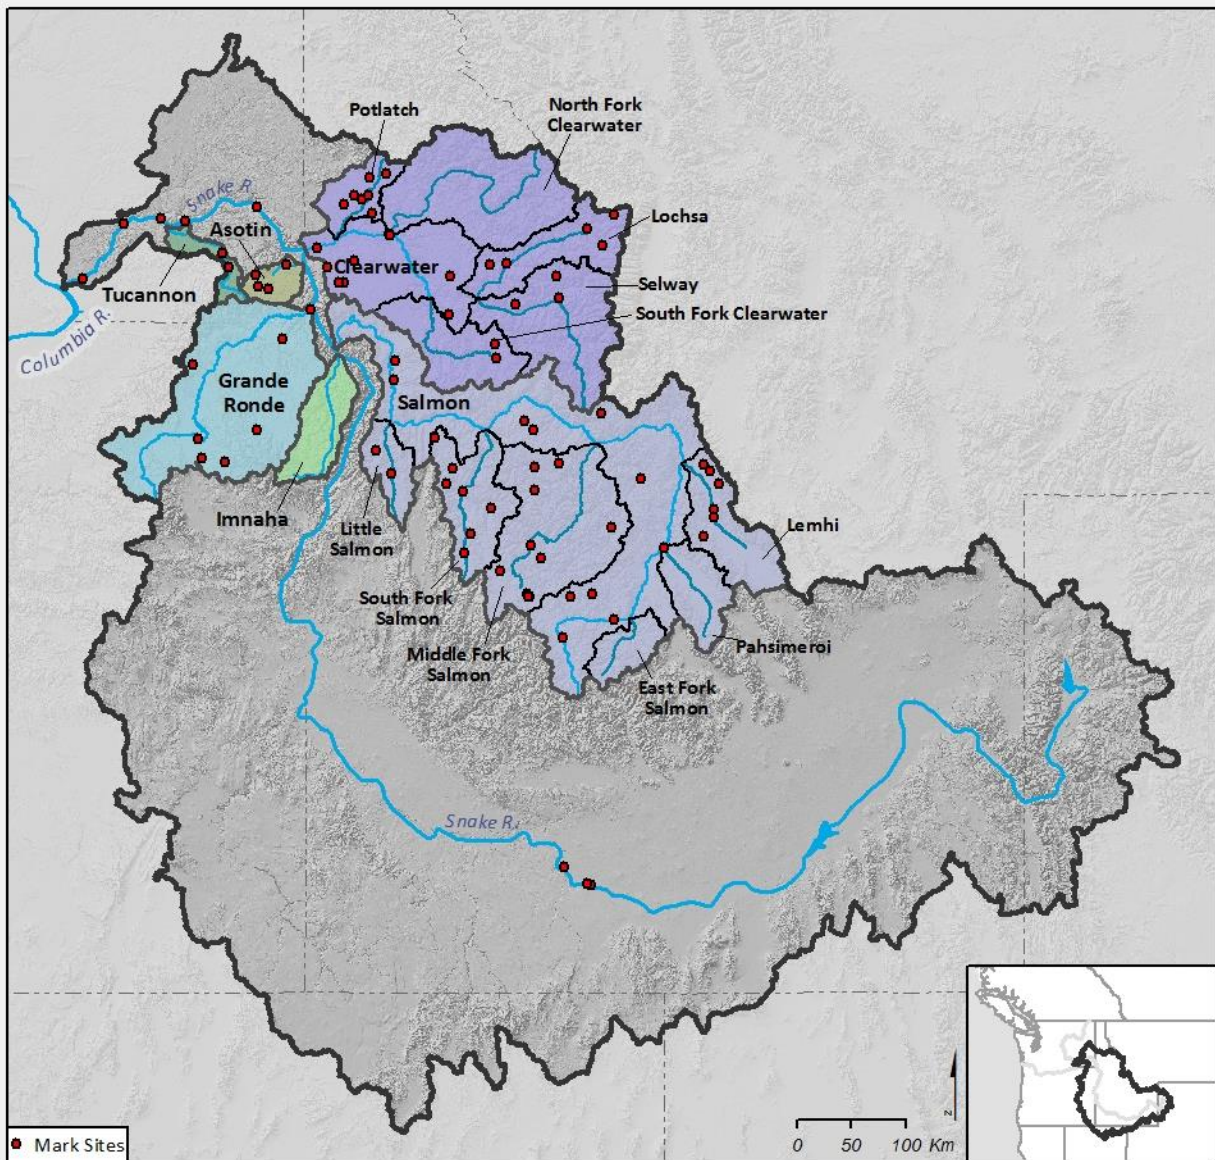 Potlatch
North Fork
Clearwater
Snake R.
Lochsa
Asotin
Clearwater
Selway
Tucannon
South Fork Clearwater
Columbia R.
Grande
Ronde
Salmon
Imnaha
Little
Salmon
Lemhi
South Fork
Salmon
Middle Fork
Salmon
Pahsimeroi
East Fork
Salmon
Snake R.
Mark Sites
0 50 100 Km
N